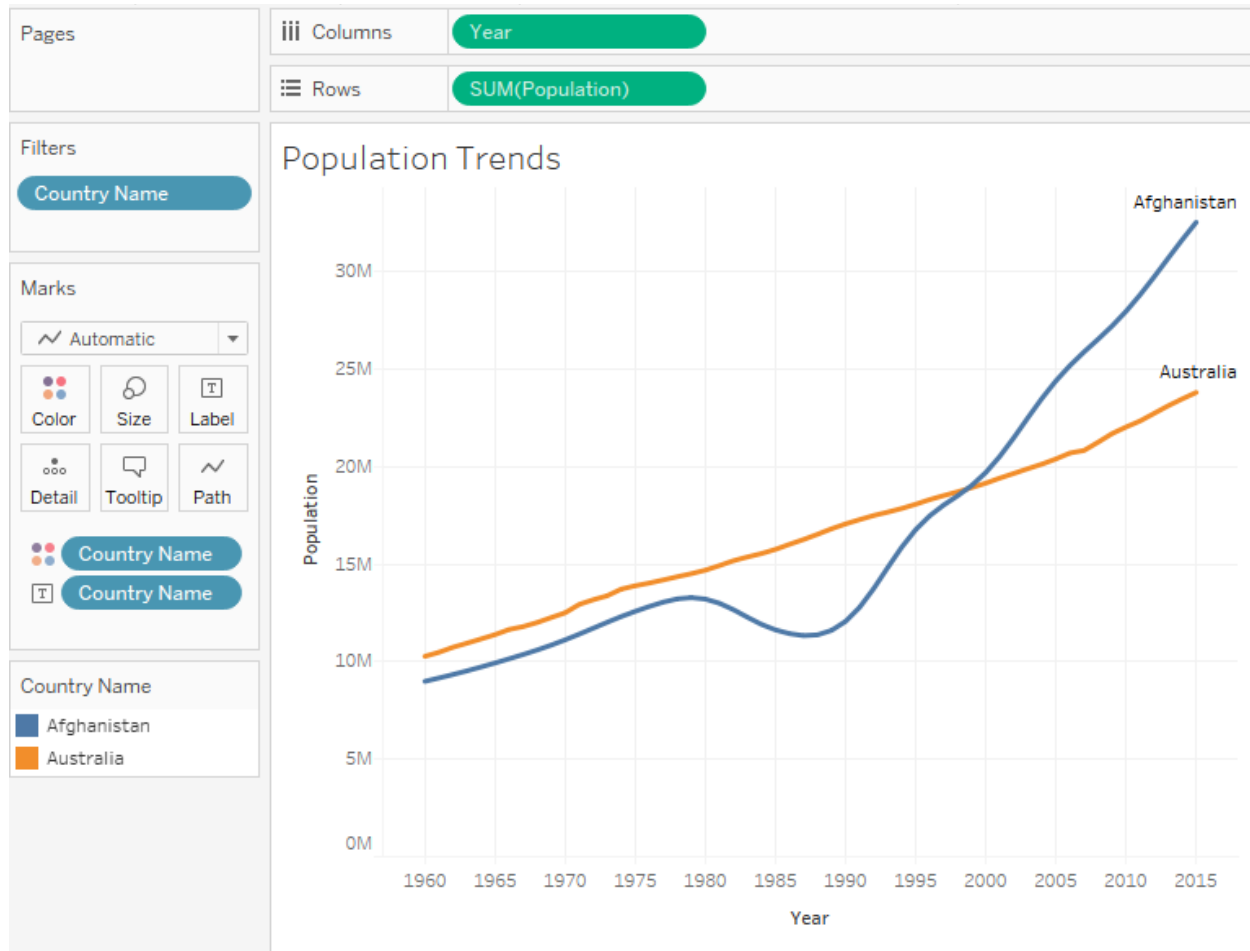 Pages
Columns
Year
Rows
SUM(Population)
Filters
Country Name
Marks
Automatic
Color
Size
T
Label
Detail
Tooltip
Path
Country Name
T
Country Name
Country Name
Afghanistan
Australia
Population Trends
Afghanistan
Australia
Population
30M
25M
20M
15M
10M
5M
0M
1960 1965 1970 1975 1980 1985 1990 1995 2000 2005 2010 2015
Year